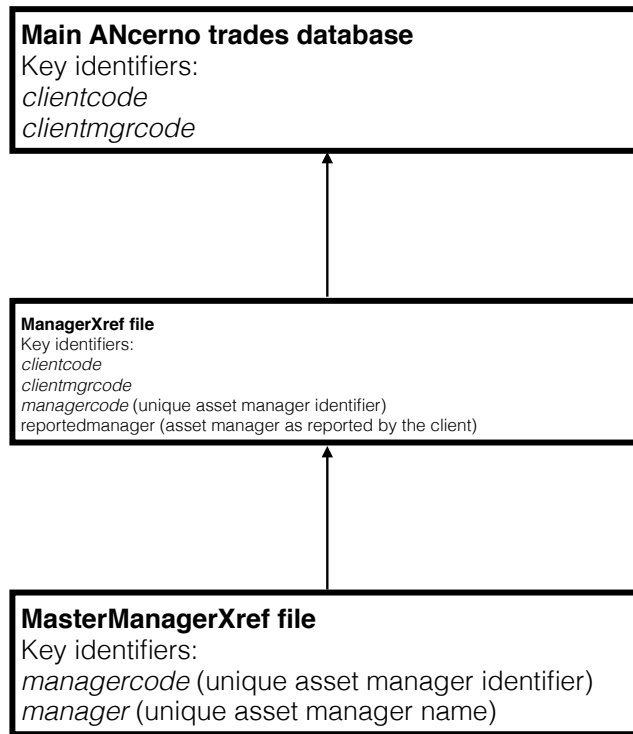 Main ANcerno trades database
Key identifiers:
clientcode
clientmgrcode
ManagerXref file
Key identifiers:
clientcode
clientmgrcode
managercode (unique asset manager identifier)
reportedmanager (asset manager as reported by the client)
MasterManagerXref file
Key identifiers:
managercode (unique asset manager identifier)
manager (unique asset manager name)